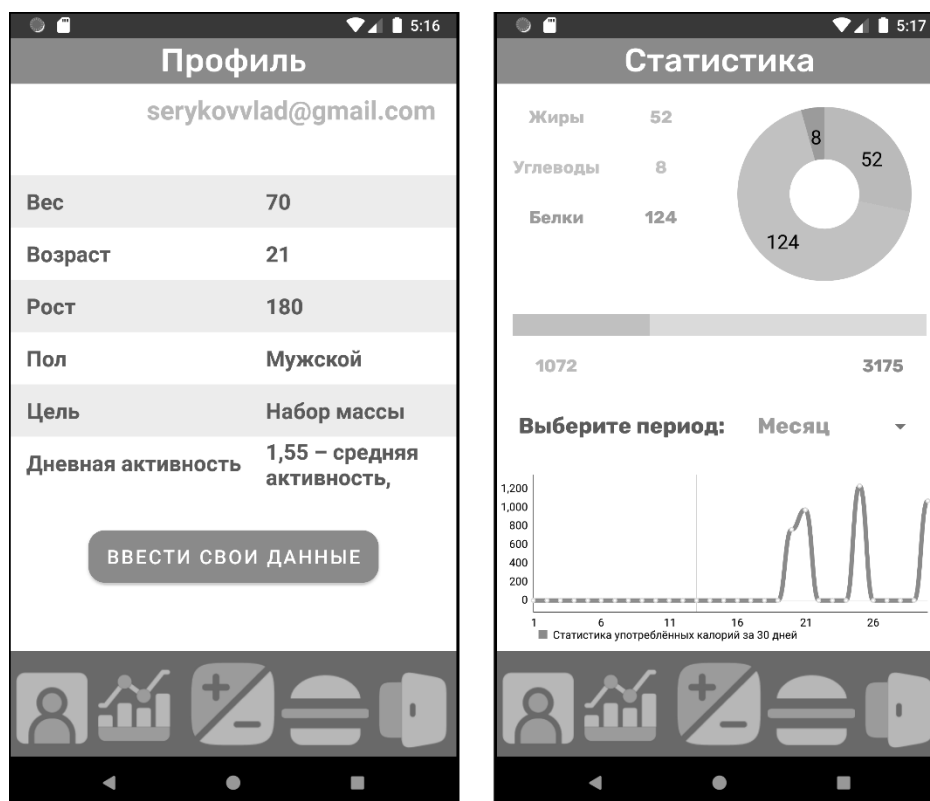 5:16
Профиль
serykovvlad@gmail.com
Вес 70
Возраст 21
Рост 180
Пол Мужской
Цель Набор массы
Дневная активность 1,55 – средняя
активность,
ВВЕСТИ СВОИ ДАННЫЕ
5:17
Статистика
Жиры 52
Углеводы 8
Белки 124
8
52
124
1072 3175
Выберите период: Месяц
1,200
1,000
800
600
400
200
0
1 6 11 16 21 26
Статистика употреблённых калорий за 30 дней